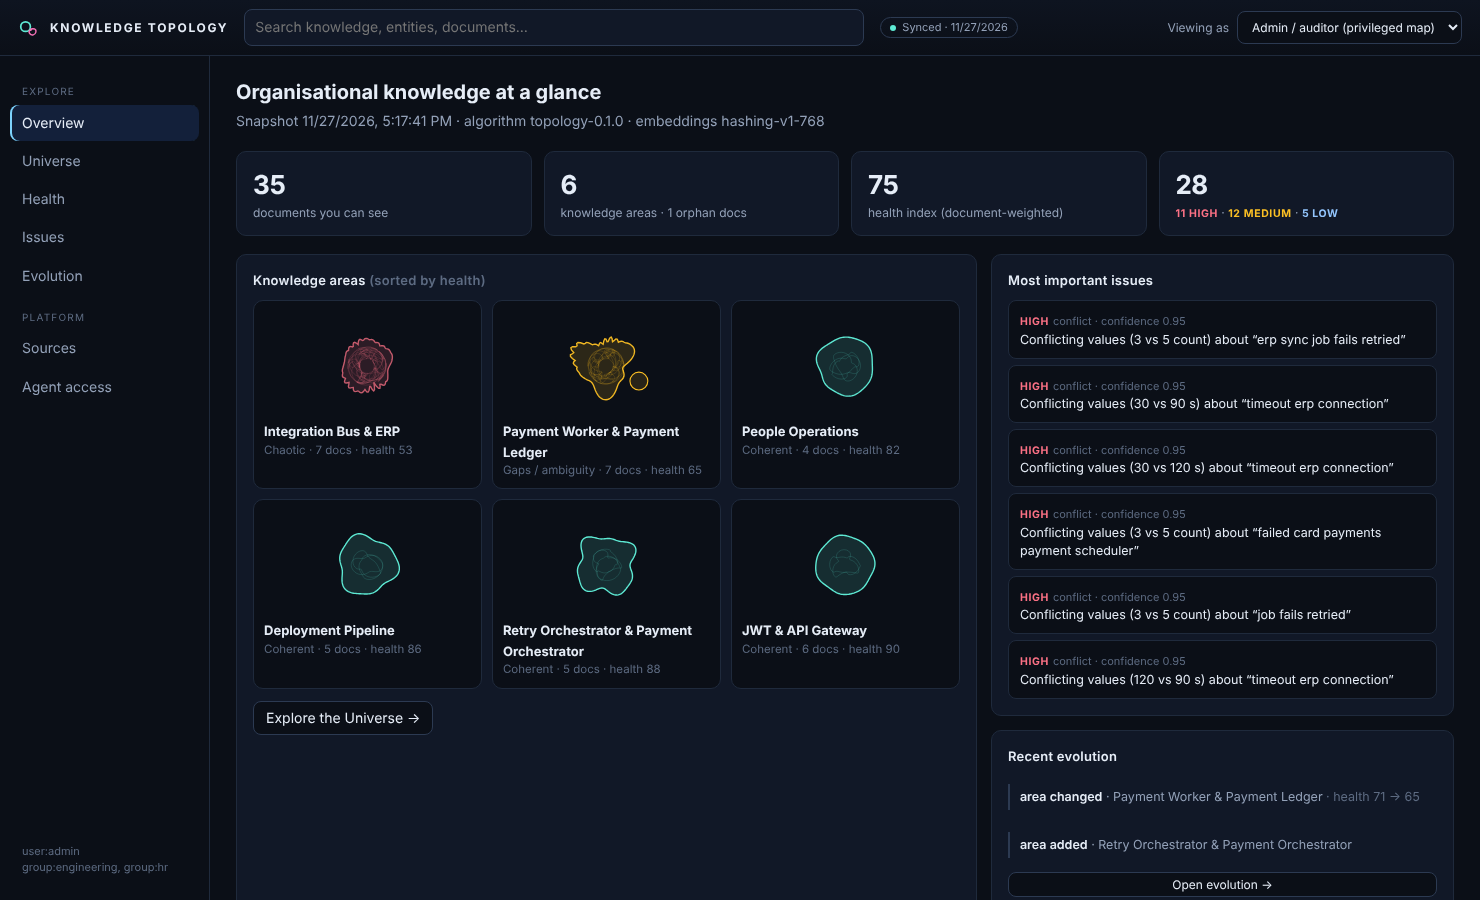 KNOWLEDGE TOPOLOGY
Search knowledge, entities, documents...
Synced · 11/27/2026
Viewing as
Admin / auditor (privileged map)
EXPLORE
Overview
Universe
Health
Issues
Evolution
PLATFORM
Sources
Agent access
user:admin
group:engineering, group:hr
Organisational knowledge at a glance
Snapshot 11/27/2026, 5:17:41 PM · algorithm topology-0.1.0 · embeddings hashing-v1-768
35
documents you can see
6
knowledge areas · 1 orphan docs
75
health index (document-weighted)
28
11 HIGH · 12 MEDIUM · 5 LOW
Knowledge areas (sorted by health)
Integration Bus & ERP
Chaotic · 7 docs · health 53
Payment Worker & Payment
Ledger
Gaps / ambiguity · 7 docs · health 65
People Operations
Coherent · 4 docs · health 82
Deployment Pipeline
Coherent · 5 docs · health 86
Retry Orchestrator & Payment
Orchestrator
Coherent · 5 docs · health 88
JWT & API Gateway
Coherent · 6 docs · health 90
Explore the Universe →
Most important issues
HIGH conflict · confidence 0.95
Conflicting values (3 vs 5 count) about “erp sync job fails retried”
HIGH conflict · confidence 0.95
Conflicting values (30 vs 90 s) about “timeout erp connection”
HIGH conflict · confidence 0.95
Conflicting values (30 vs 120 s) about “timeout erp connection”
HIGH conflict · confidence 0.95
Conflicting values (3 vs 5 count) about “failed card payments
payment scheduler”
HIGH conflict · confidence 0.95
Conflicting values (3 vs 5 count) about “job fails retried”
HIGH conflict · confidence 0.95
Conflicting values (120 vs 90 s) about “timeout erp connection”
Recent evolution
area changed · Payment Worker & Payment Ledger · health 71 → 65
area added · Retry Orchestrator & Payment Orchestrator
Open evolution →